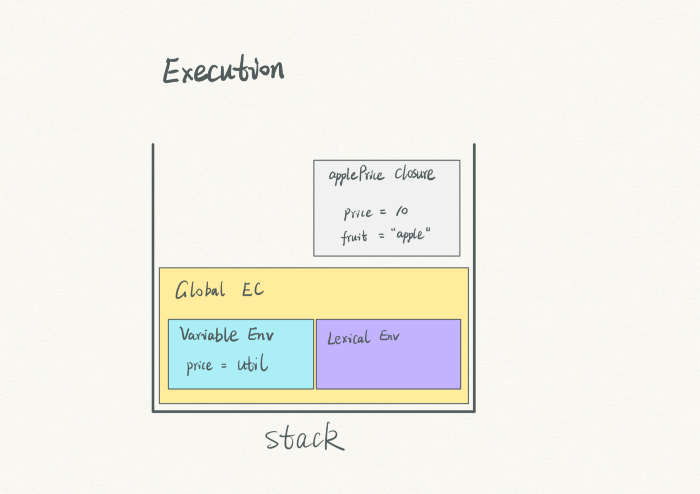 Execution
applePrice Closure
price = 10
fruit = "apple"
Global EC
Variable Env
price = util
Lexical Env
stack